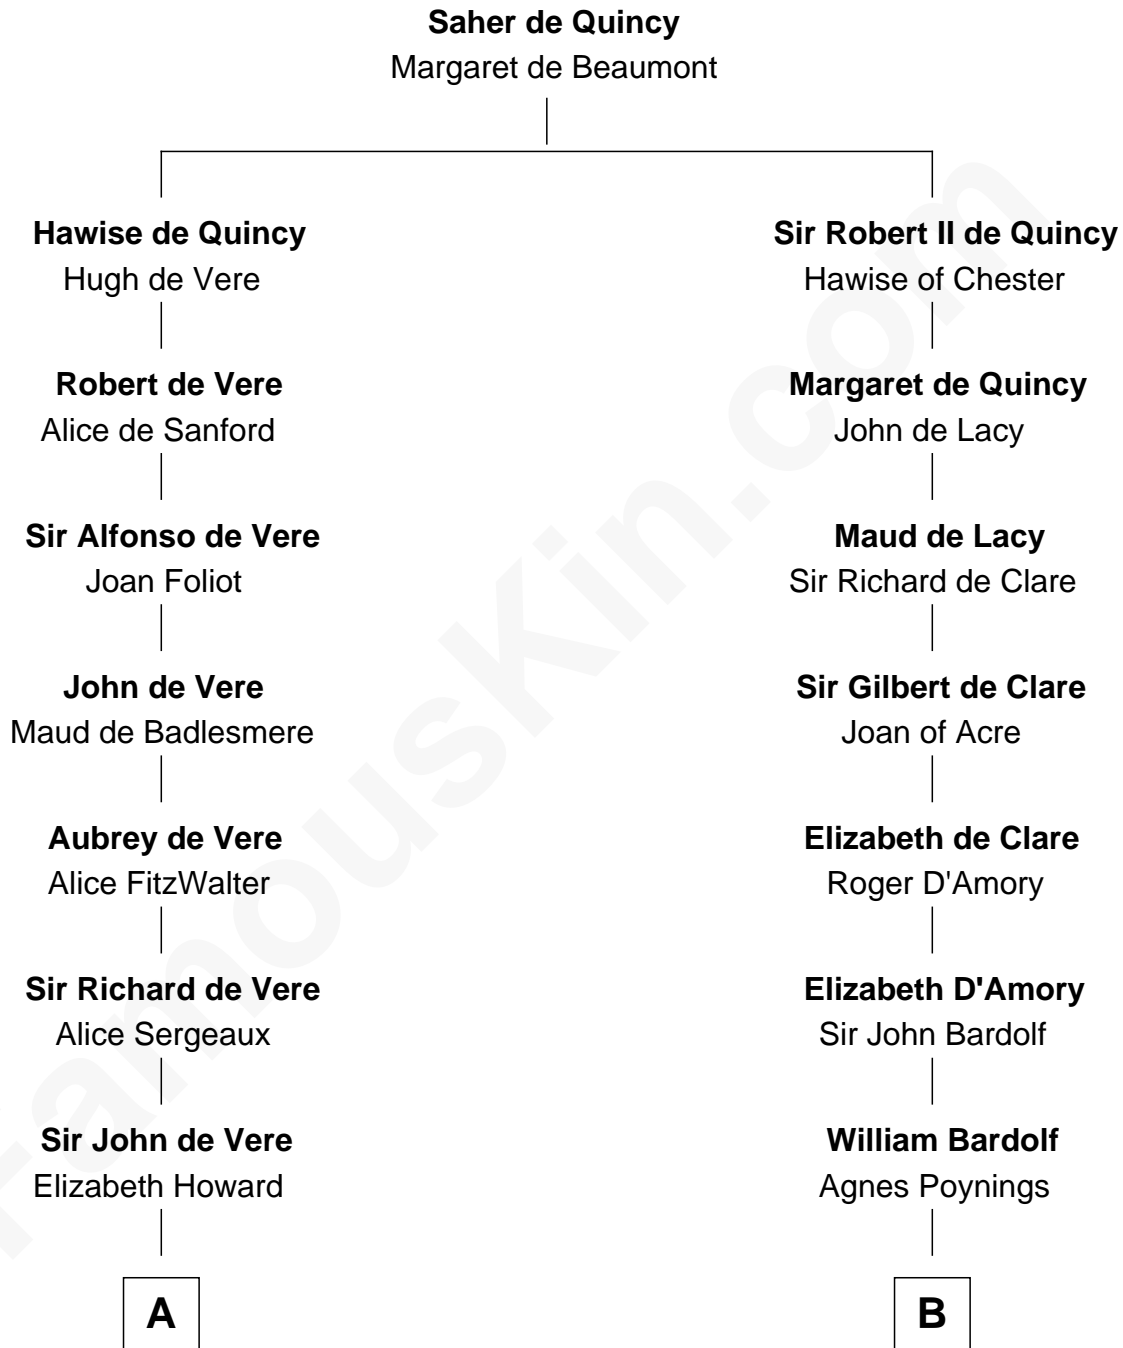 Saher de Quincy
Margaret de Beaumont
Hawise de Quincy
Hugh de Vere
Sir Robert II de Quincy
Hawise of Chester
Robert de Vere
Alice de Sanford
Margaret de Quincy
John de Lacy
Sir Alfonso de Vere
Joan Foliot
Maud de Lacy
Sir Richard de Clare
John de Vere
Maud de Badlesmere
Sir Gilbert de Clare
Joan of Acre
Aubrey de Vere
Alice FitzWalter
Elizabeth de Clare
Roger D'Amory
Sir Richard de Vere
Alice Sergeaux
Elizabeth D'Amory
Sir John Bardolf
Sir John de Vere
Elizabeth Howard
William Bardolf
Agnes Poynings
A
B
FamousKin.com